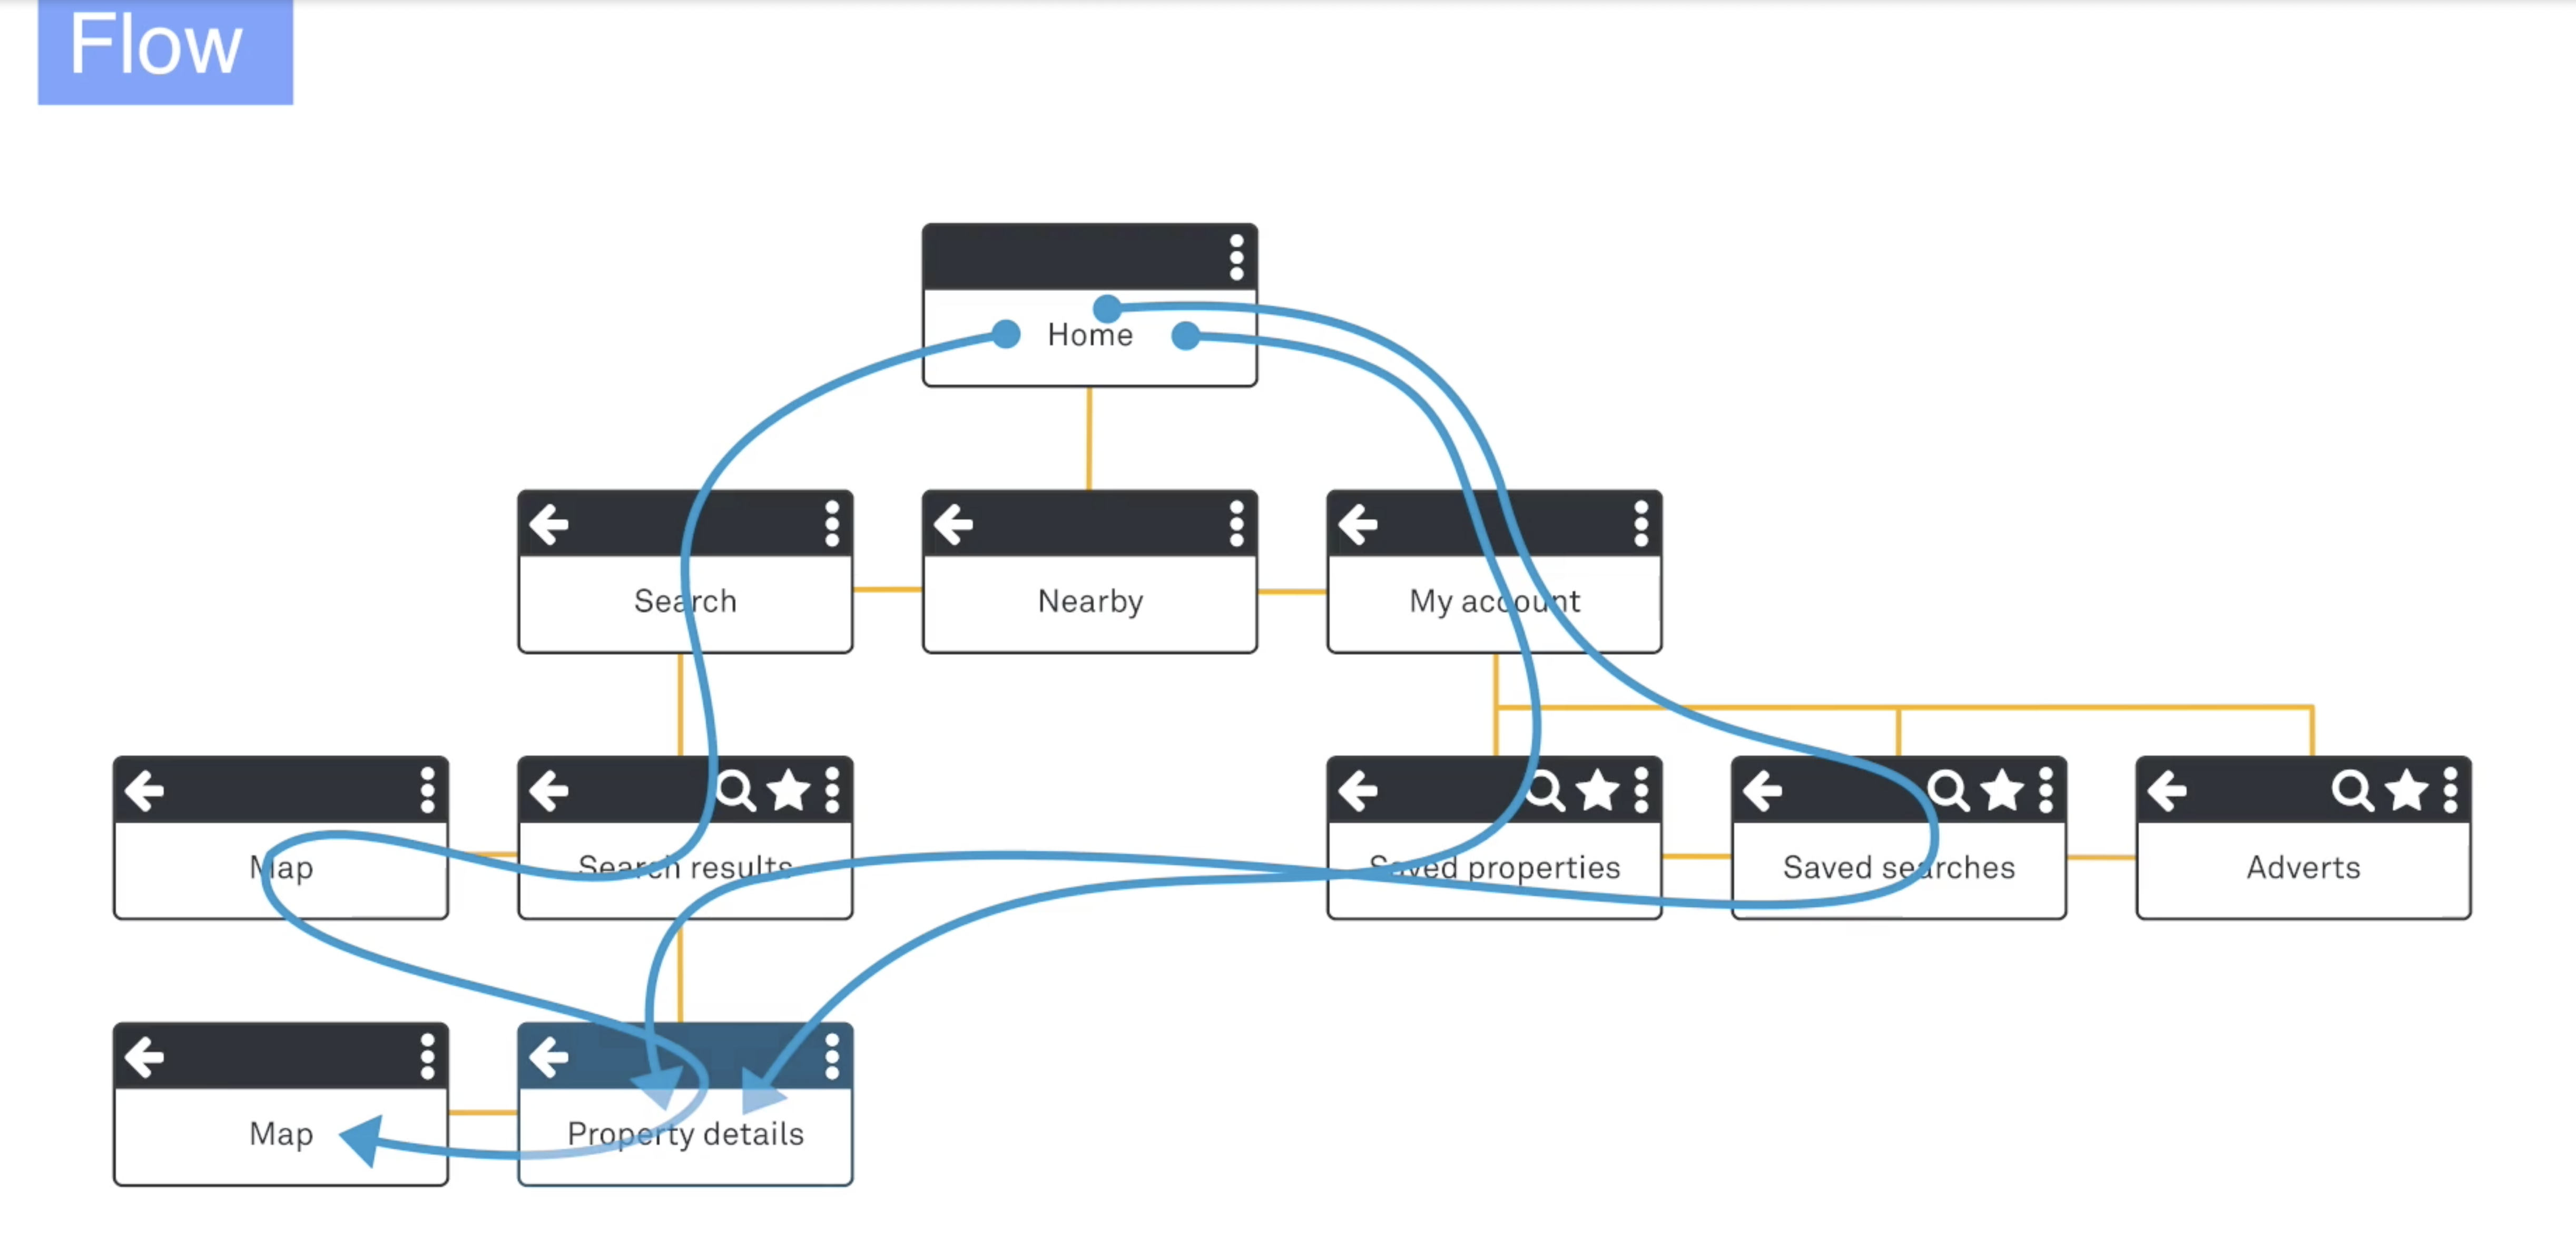 Flow
Home
Search
Nearby
My account
Map
Search results
Saved properties
Saved searches
Adverts
Map
Property details